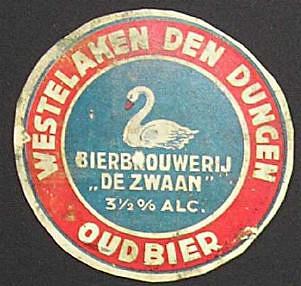 WESTELAKEN DEN DUNGEN
BIERBROUWERIJ
„DE ZWAAN"
3½% ALC.
OUDBIER